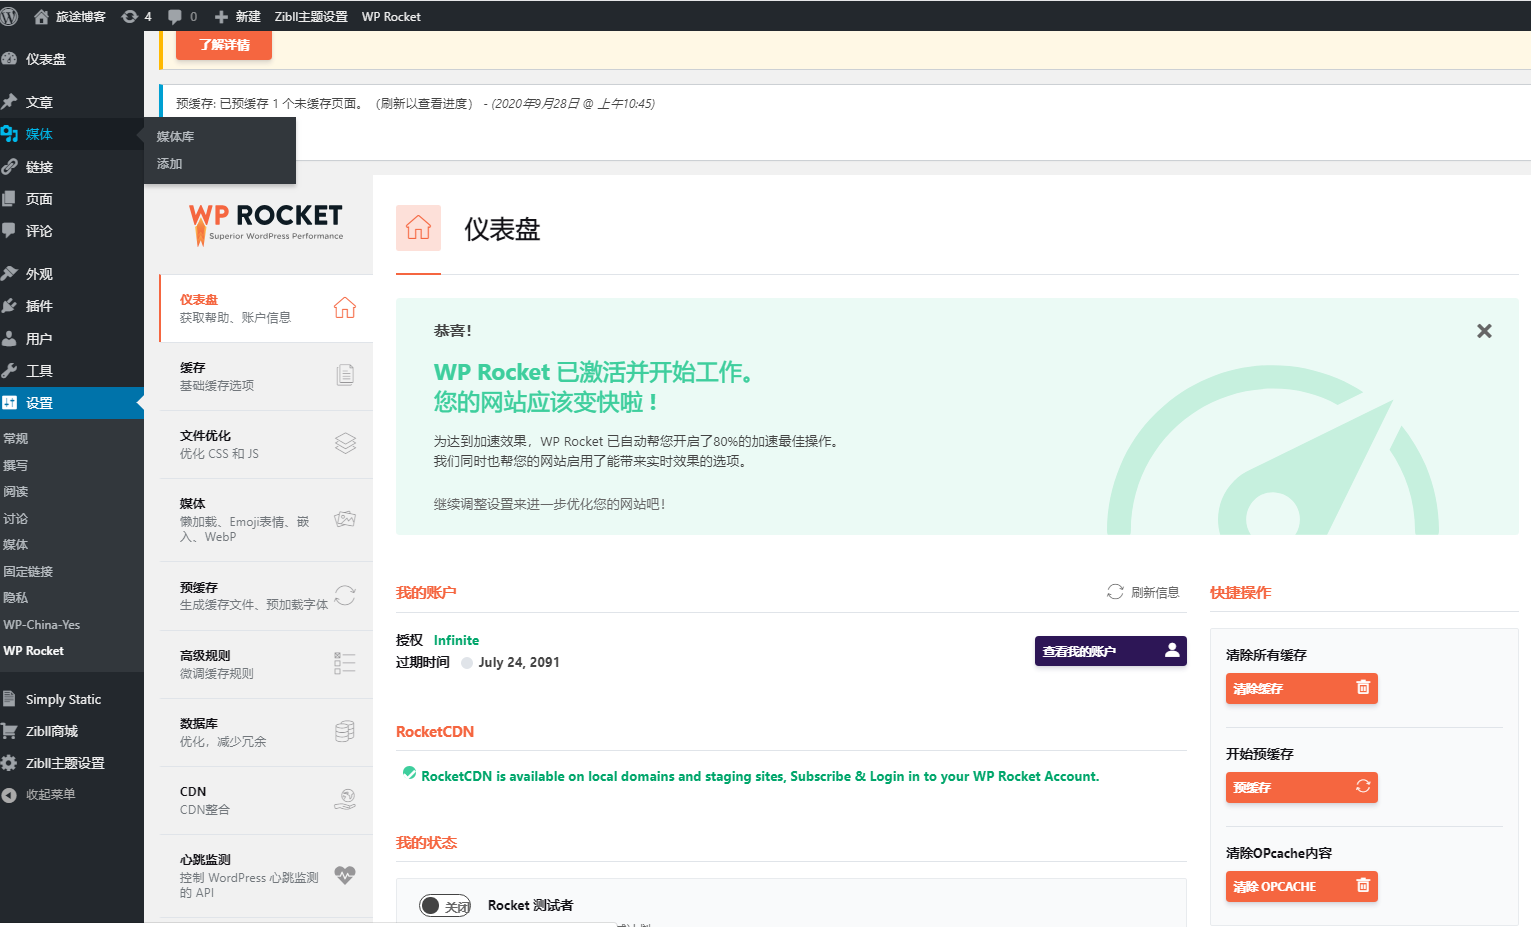 旅途博客
4
0
新建
Zibll主题设置
WP Rocket
仪表盘
文章
媒体
链接
页面
评论
外观
插件
用户
工具
设置
常规
撰写
阅读
讨论
媒体
固定链接
隐私
WP-China-Yes
WP Rocket
Simply Static
Zibll商城
Zibll主题设置
收起菜单
媒体库
添加
了解详情
预缓存: 已预缓存 1 个未缓存页面。（刷新以查看进度） - (2020年9月28日 @ 上午10:45)
WP ROCKET
Superior WordPress Performance
仪表盘
获取帮助、账户信息
缓存
基础缓存选项
文件优化
优化 CSS 和 JS
媒体
懒加载、Emoji表情、嵌
入、WebP
预缓存
生成缓存文件、预加载字体
高级规则
微调缓存规则
数据库
优化，减少冗余
CDN
CDN整合
心跳监测
控制 WordPress 心跳监测
的 API
仪表盘
恭喜！
WP Rocket 已激活并开始工作。
您的网站应该变快啦！
为达到加速效果，WP Rocket 已自动帮您开启了80%的加速最佳操作。
我们同时也帮您的网站启用了能带来实时效果的选项。
继续调整设置来进一步优化您的网站吧！
我的账户
刷新信息
授权 Infinite
过期时间 July 24, 2091
查看我的账户
RocketCDN
RocketCDN is available on local domains and staging sites, Subscribe & Login in to your WP Rocket Account.
我的状态
关闭
Rocket 测试者
快捷操作
清除所有缓存
清除缓存
开始预缓存
预缓存
清除OPcache内容
清除 OPCACHE